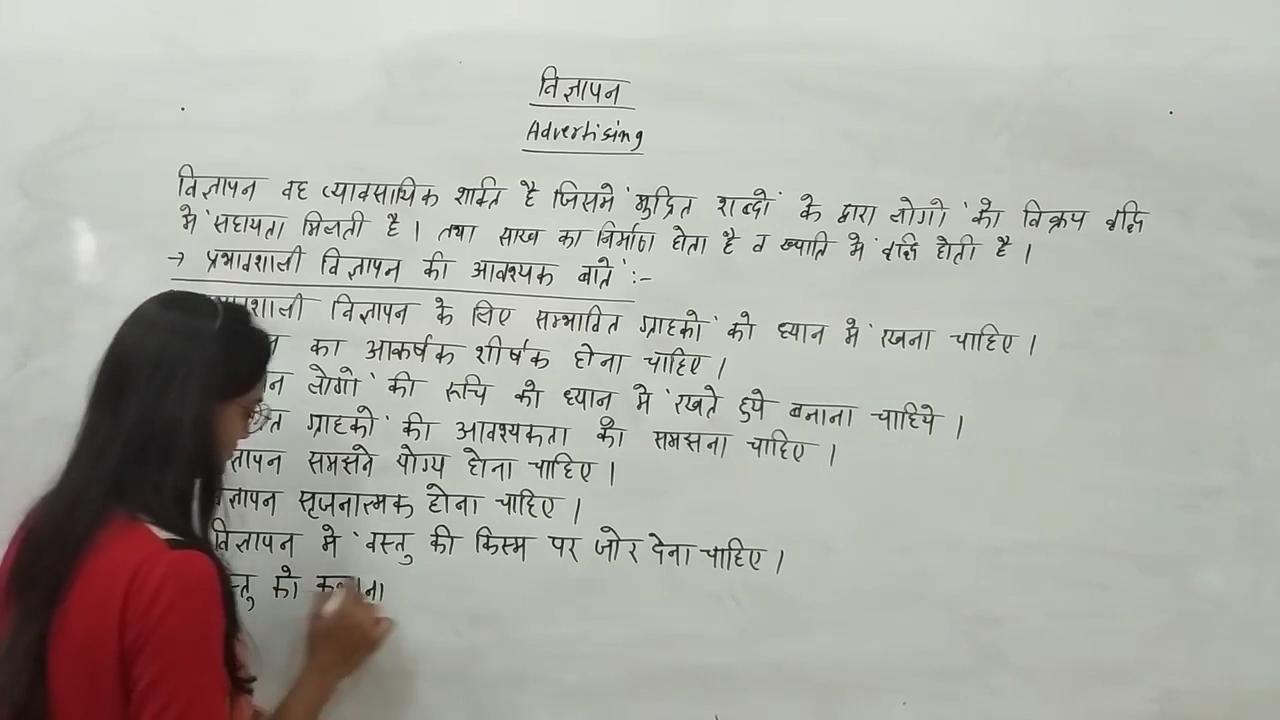 विज्ञापन
Advertising
विज्ञापन वह व्यावसायिक शक्ति है जिसमें मुद्रित शब्दों के द्वारा लोगों को विक्रय वृद्धि
में सहायता मिलती है । तथा साख का निर्माण होता है व ख्याति में वृद्धि होती है ।
→ प्रभावशाली विज्ञापन की आवश्यक बातें :-
विज्ञापन के लिए सम्भावित ग्राहकों को ध्यान में रखना चाहिए ।
का आकर्षक शीर्षक होना चाहिए ।
लोगों की रूचि को ध्यान में रखते हुये बनाना चाहिये ।
ग्राहकों की आवश्यकता को समझना चाहिए ।
समझने योग्य होना चाहिए ।
सृजनात्मक होना चाहिए ।
विज्ञापन में वस्तु की किस्म पर जोर देना चाहिए ।
को